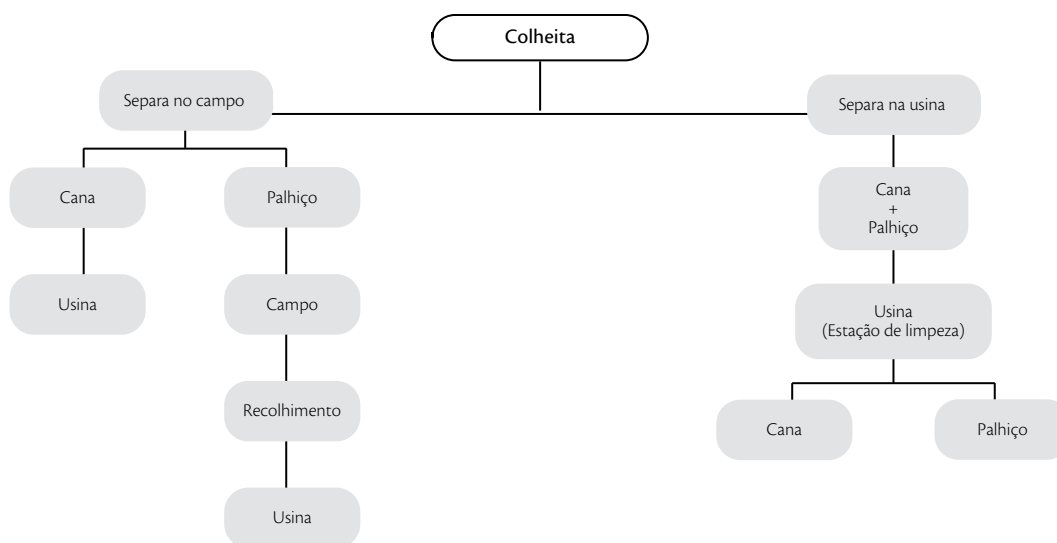 Colheita
Separa no campo
Separa na usina
Cana
Palhiço
Cana
+
Palhiço
Usina
Campo
Usina
(Estação de limpeza)
Recolhimento
Cana
Palhiço
Usina